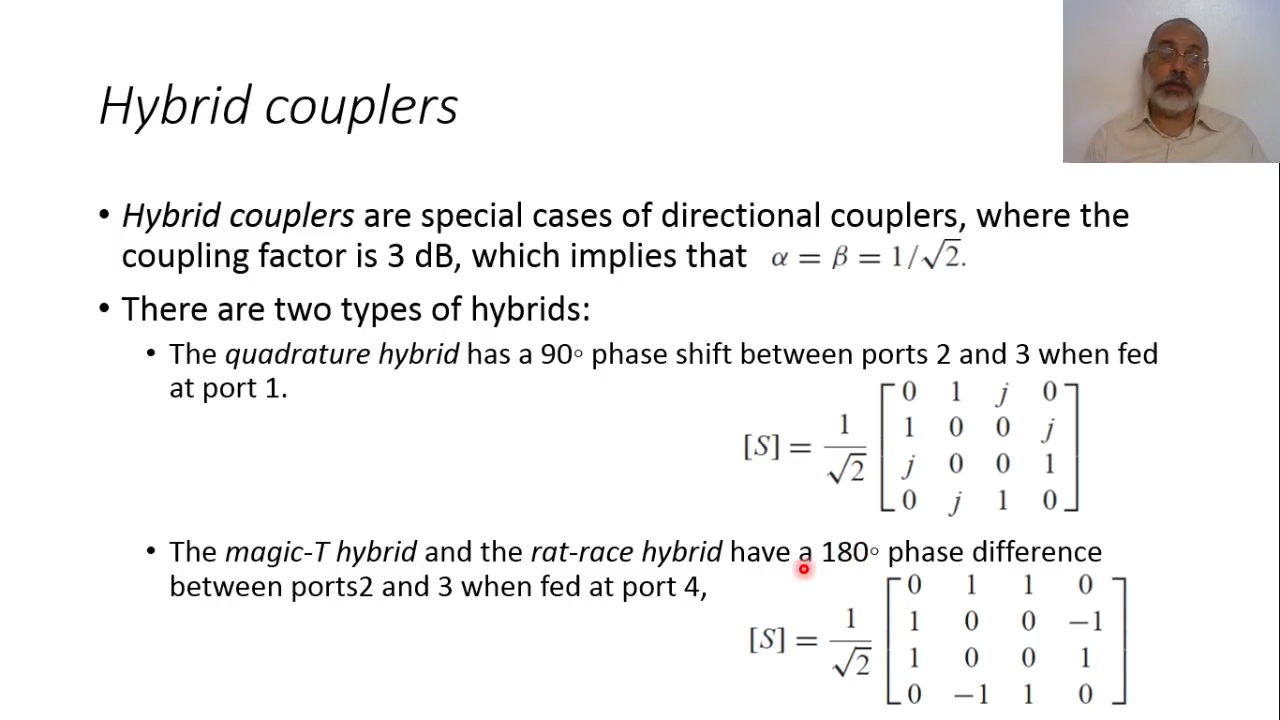 Hybrid couplers
• Hybrid couplers are special cases of directional couplers, where the
coupling factor is 3 dB, which implies that α = β = 1/√2.
• There are two types of hybrids:
• The quadrature hybrid has a 90◦ phase shift between ports 2 and 3 when fed
at port 1.
[S] = 1/√2 [0 1 j 0
1 0 0 j
j 0 0 1
0 j 1 0]
• The magic-T hybrid and the rat-race hybrid have a 180◦ phase difference
between ports2 and 3 when fed at port 4,
[S] = 1/√2 [0 1 1 0
1 0 0 −1
1 0 0 1
0 −1 1 0]